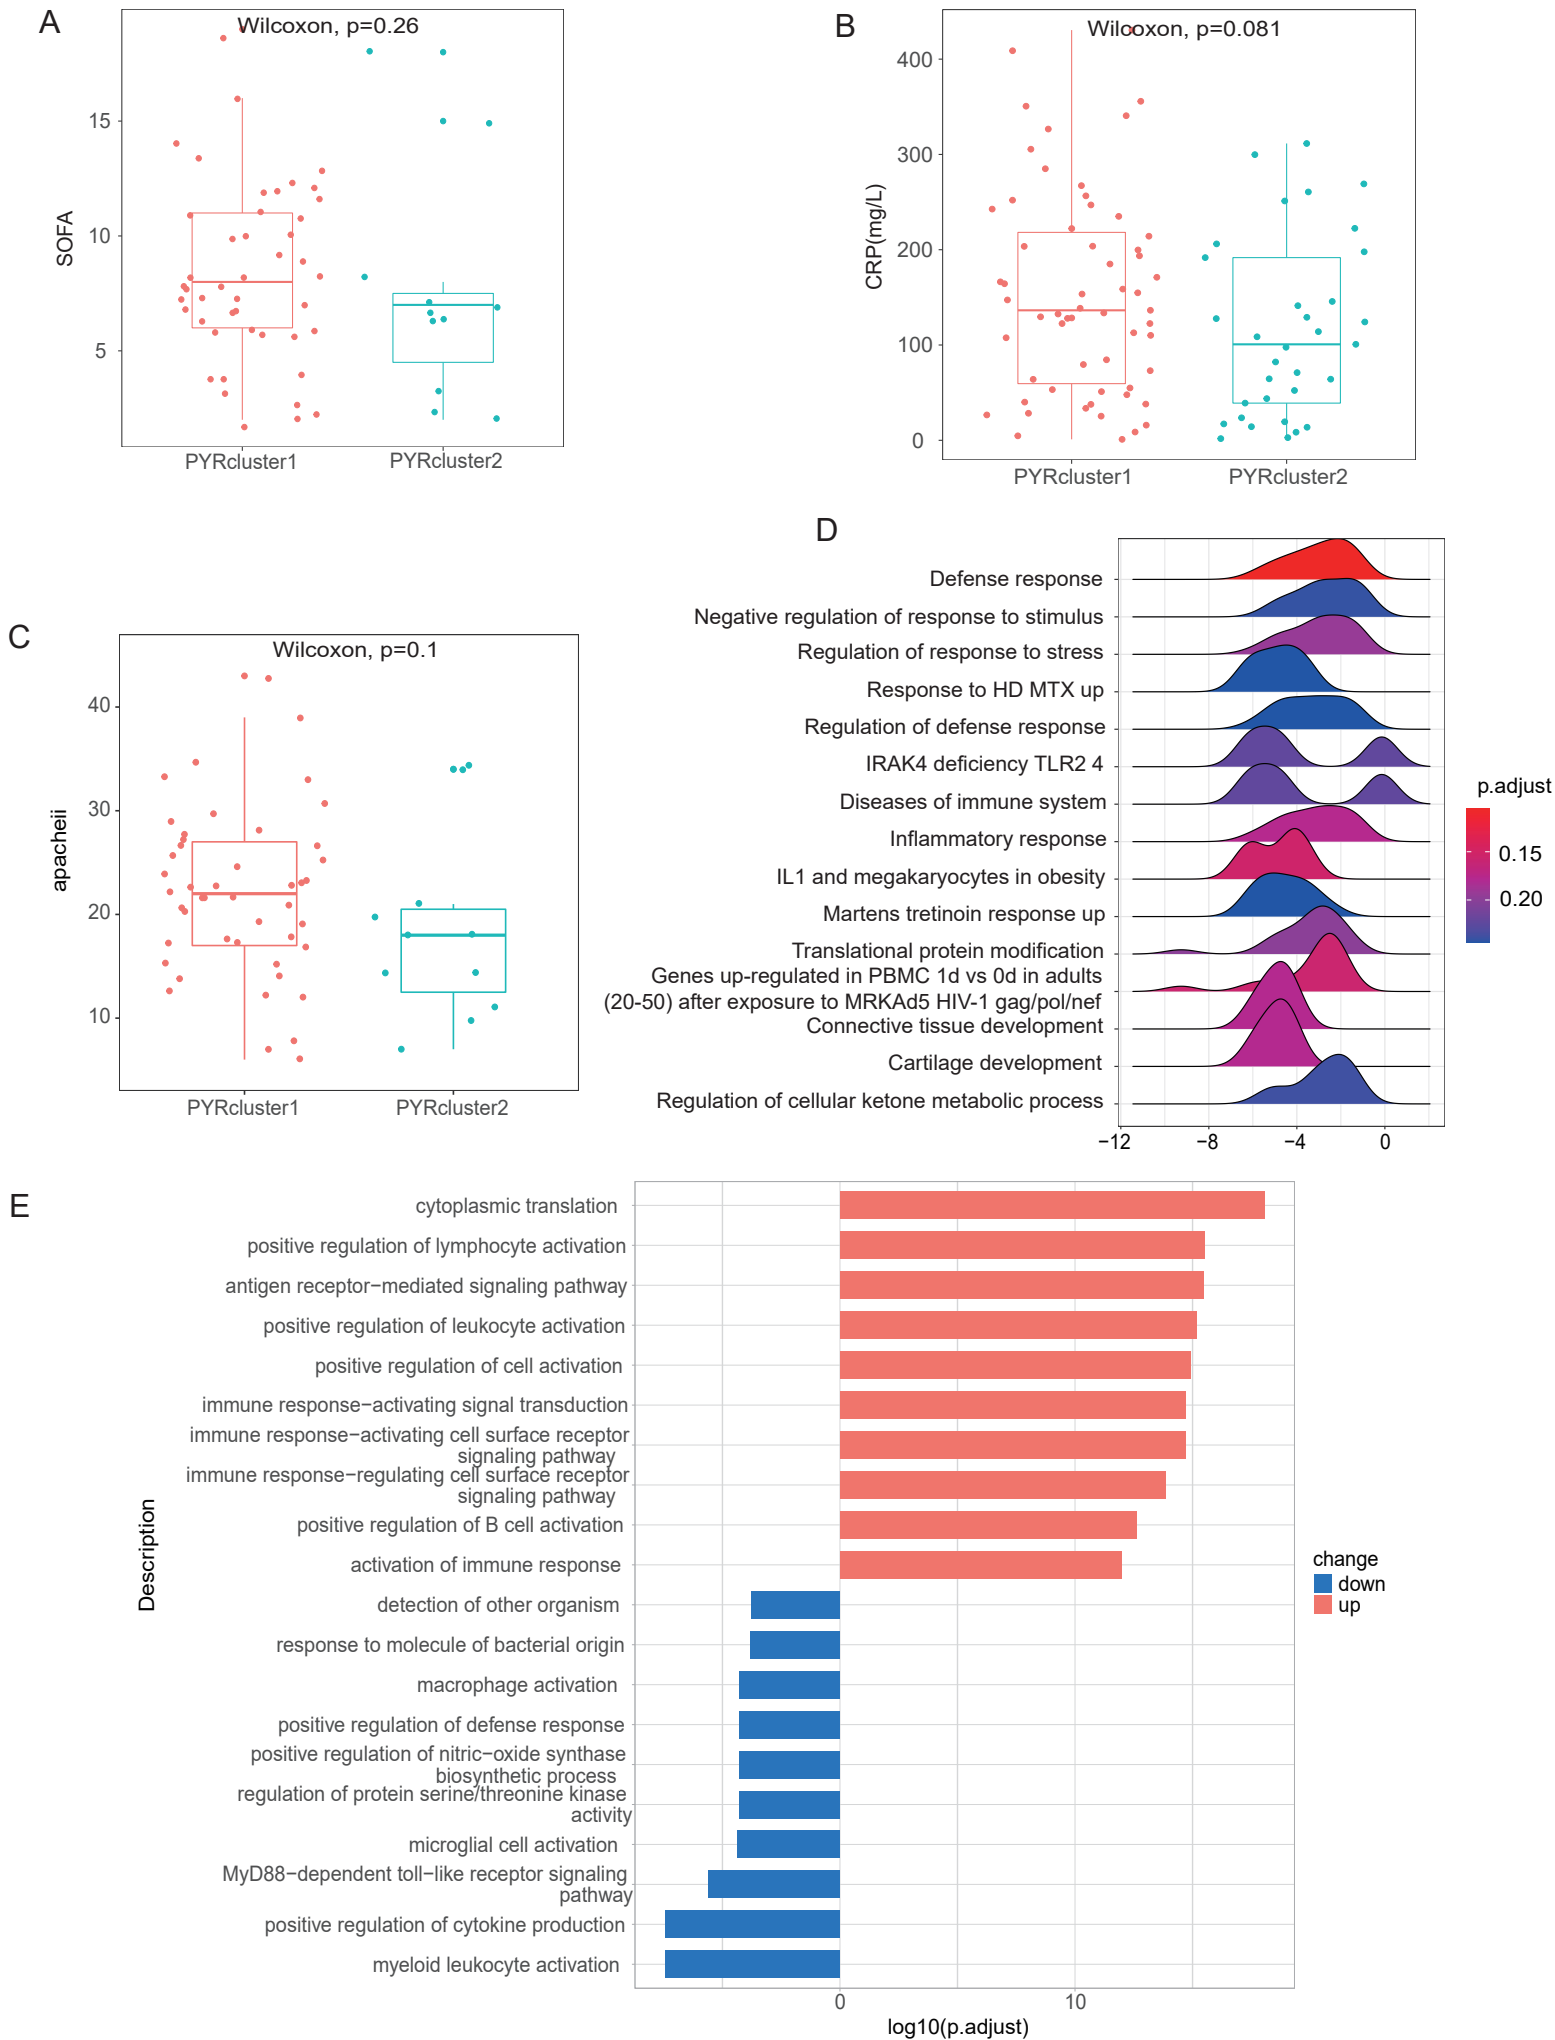 A
Wilcoxon, p=0.26
SOFA
15
10
5
PYRcluster1
PYRcluster2
B
Wilcoxon, p=0.081
CRP(mg/L)
400
300
200
100
0
PYRcluster1
PYRcluster2
C
Wilcoxon, p=0.1
apacheii
40
30
20
10
PYRcluster1
PYRcluster2
D
Defense response
Negative regulation of response to stimulus
Regulation of response to stress
Response to HD MTX up
Regulation of defense response
IRAK4 deficiency TLR2 4
Diseases of immune system
Inflammatory response
IL1 and megakaryocytes in obesity
Martens tretinoin response up
Translational protein modification
Genes up-regulated in PBMC 1d vs 0d in adults
(20-50) after exposure to MRKAd5 HIV-1 gag/pol/nef
Connective tissue development
Cartilage development
Regulation of cellular ketone metabolic process
−12
−8
−4
0
p.adjust
0.15
0.20
E
Description
cytoplasmic translation
positive regulation of lymphocyte activation
antigen receptor−mediated signaling pathway
positive regulation of leukocyte activation
positive regulation of cell activation
immune response−activating signal transduction
immune response−activating cell surface receptor
signaling pathway
immune response−regulating cell surface receptor
signaling pathway
positive regulation of B cell activation
activation of immune response
detection of other organism
response to molecule of bacterial origin
macrophage activation
positive regulation of defense response
positive regulation of nitric−oxide synthase
biosynthetic process
regulation of protein serine/threonine kinase
activity
microglial cell activation
MyD88−dependent toll−like receptor signaling
pathway
positive regulation of cytokine production
myeloid leukocyte activation
0
10
log10(p.adjust)
change
down
up